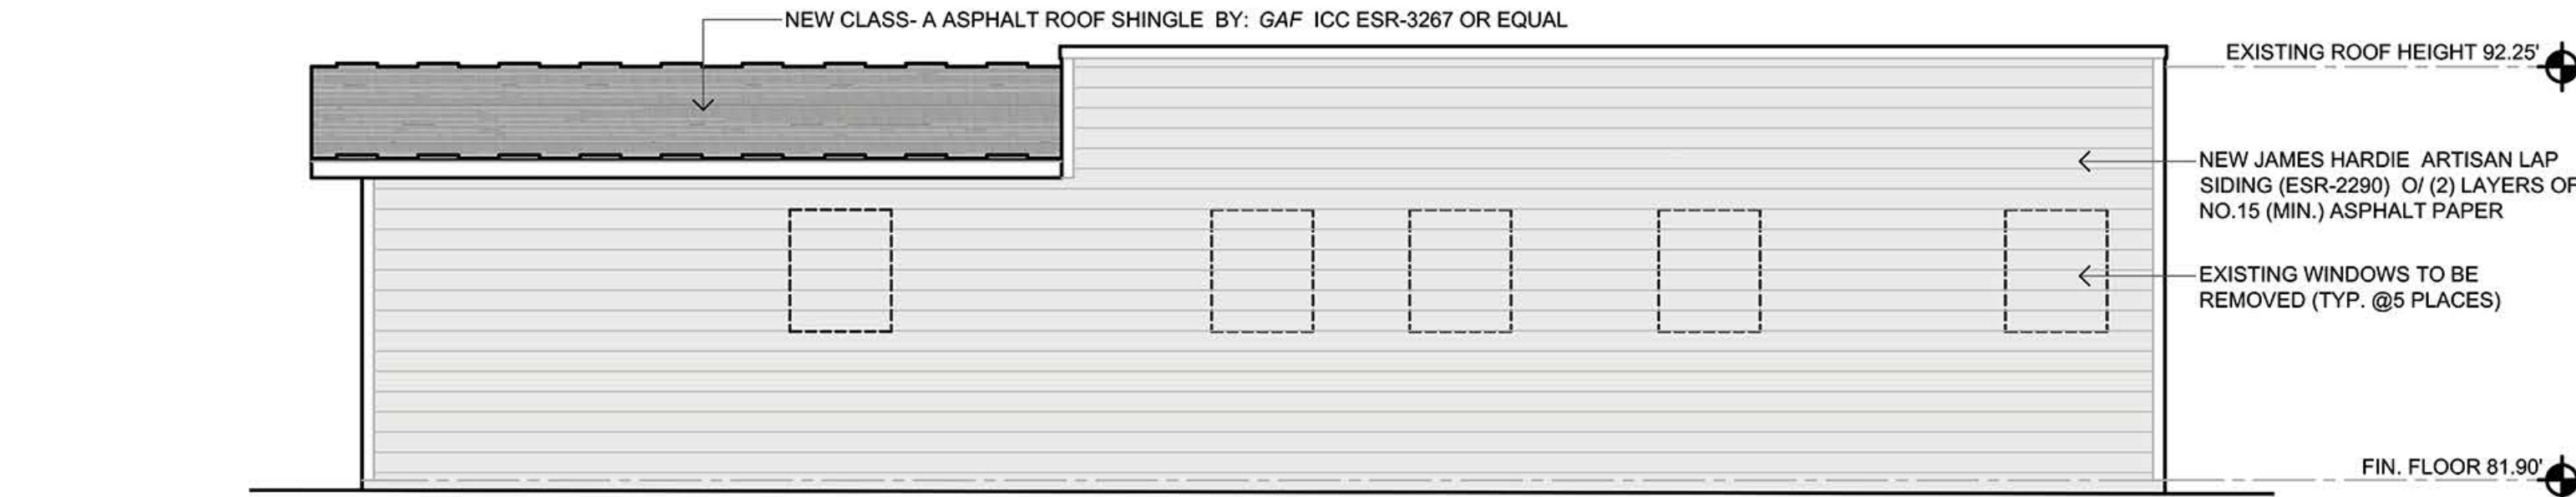 NEW CLASS- A ASPHALT ROOF SHINGLE BY: GAF ICC ESR-3267 OR EQUAL
EXISTING ROOF HEIGHT 92.25'
NEW JAMES HARDIE ARTISAN LAP
SIDING (ESR-2290) O/ (2) LAYERS OF
NO.15 (MIN.) ASPHALT PAPER
EXISTING WINDOWS TO BE
REMOVED (TYP. @5 PLACES)
FIN. FLOOR 81.90'